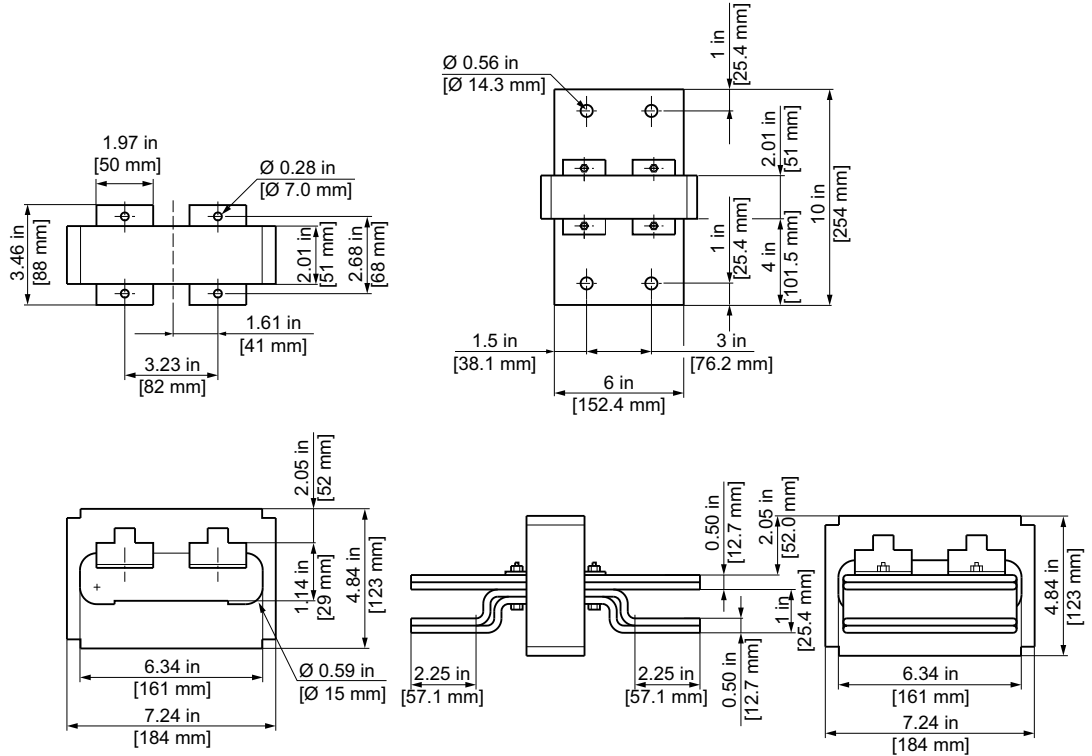 1.97 in
[50 mm]
Ø 0.28 in
[Ø 7.0 mm]
3.46 in
[88 mm]
2.01 in
[51 mm]
2.68 in
[68 mm]
1.61 in
[41 mm]
3.23 in
[82 mm]
Ø 0.56 in
[Ø 14.3 mm]
1 in
[25.4 mm]
2.01 in
[51 mm]
10 in
[254 mm]
1 in
[25.4 mm]
4 in
[101.5 mm]
1.5 in
[38.1 mm]
3 in
[76.2 mm]
6 in
[152.4 mm]
2.05 in
[52 mm]
1.14 in
[29 mm]
4.84 in
[123 mm]
6.34 in
[161 mm]
Ø 0.59 in
[Ø 15 mm]
7.24 in
[184 mm]
0.50 in
[12.7 mm]
2.05 in
[52.0 mm]
1 in
[25.4 mm]
2.25 in
[57.1 mm]
2.25 in
[57.1 mm]
0.50 in
[12.7 mm]
4.84 in
[123 mm]
6.34 in
[161 mm]
7.24 in
[184 mm]